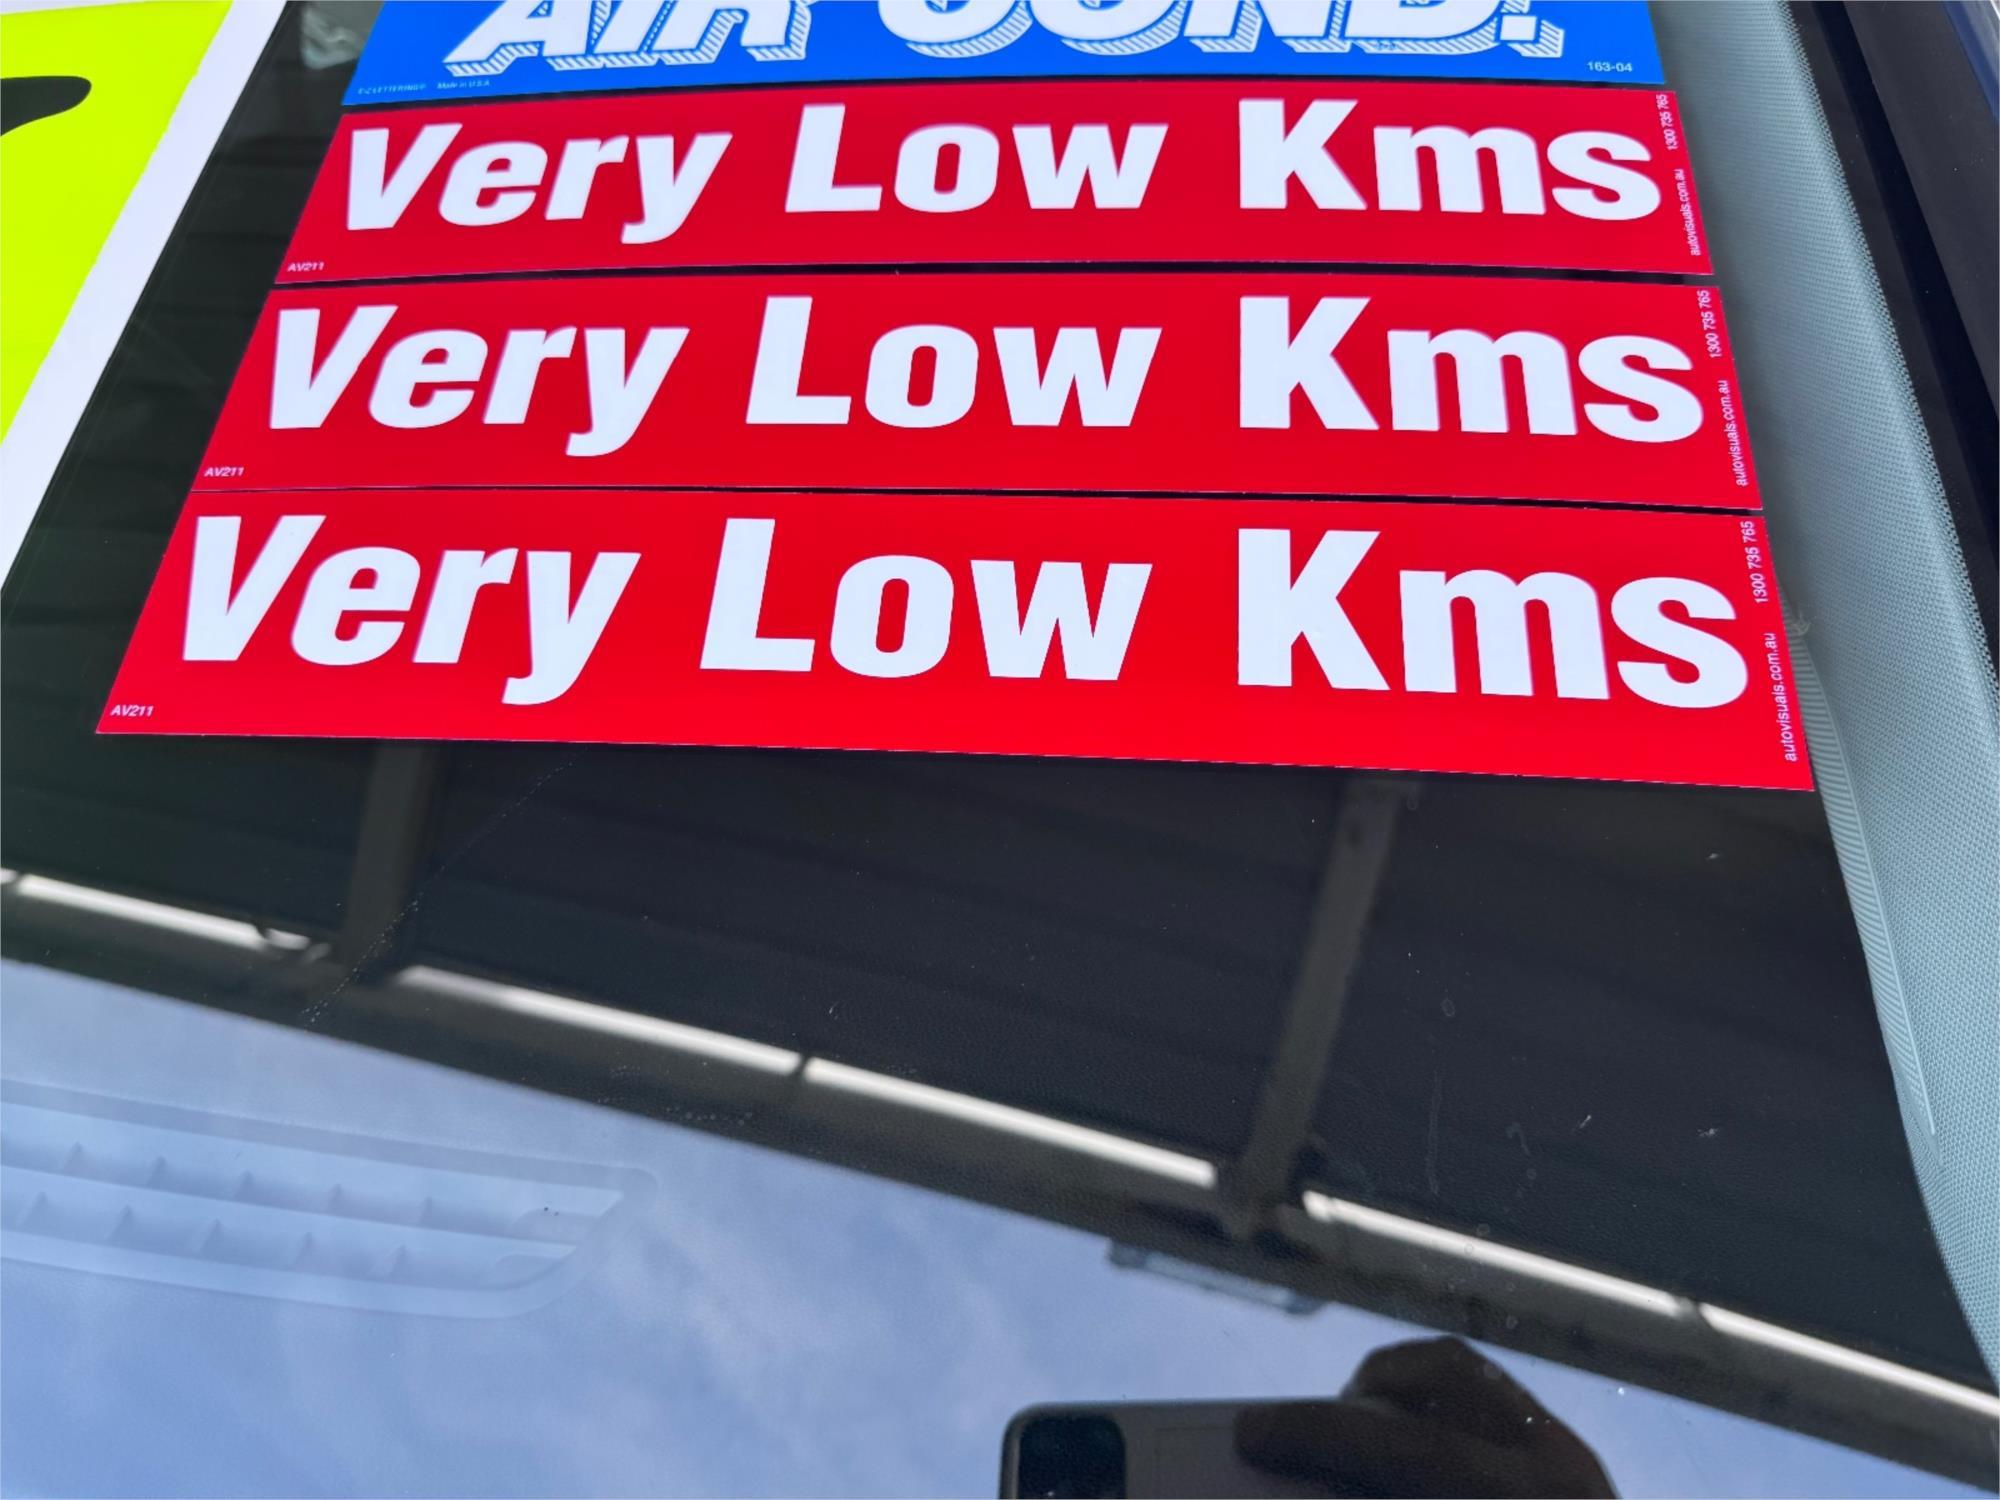 AIR COND.
E-Z LETTERING® Made in U.S.A. 163-04
Very Low Kms
AV211
autovisuals.com.au 1300 735 765
Very Low Kms
AV211
autovisuals.com.au 1300 735 765
Very Low Kms
AV211
autovisuals.com.au 1300 735 765